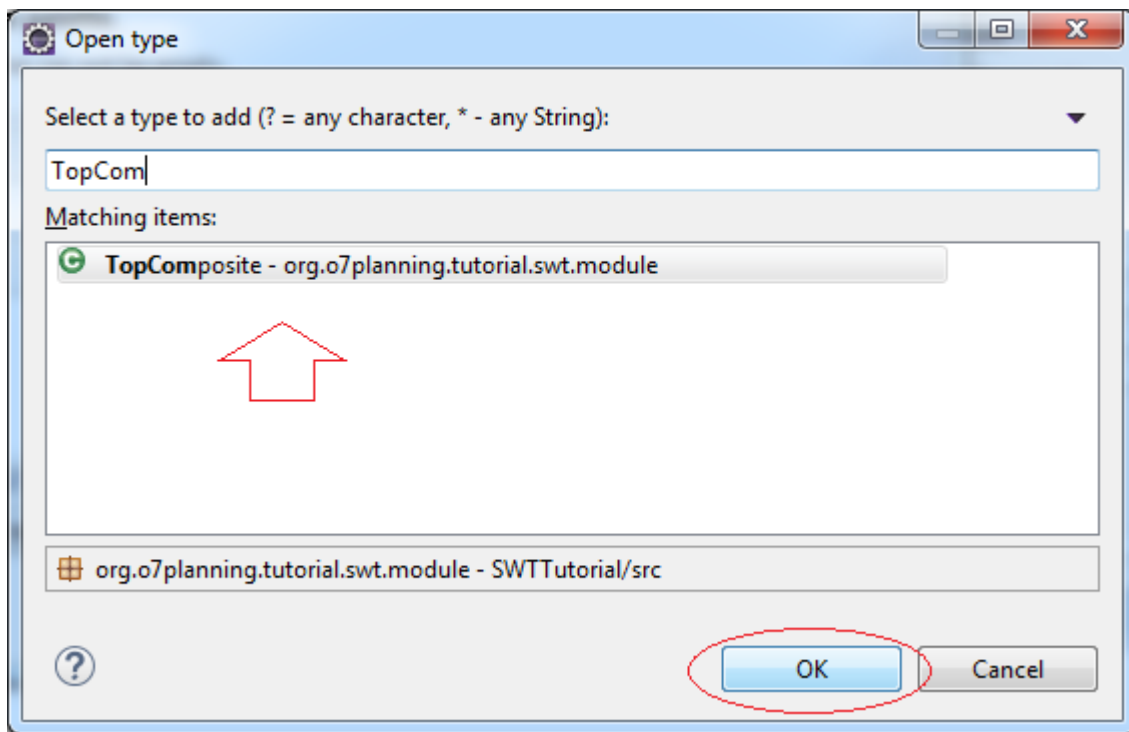 Open type
Select a type to add (? = any character, * - any String):
TopCom
Matching items:
TopComposite - org.o7planning.tutorial.swt.module
org.o7planning.tutorial.swt.module - SWTTutorial/src
OK
Cancel